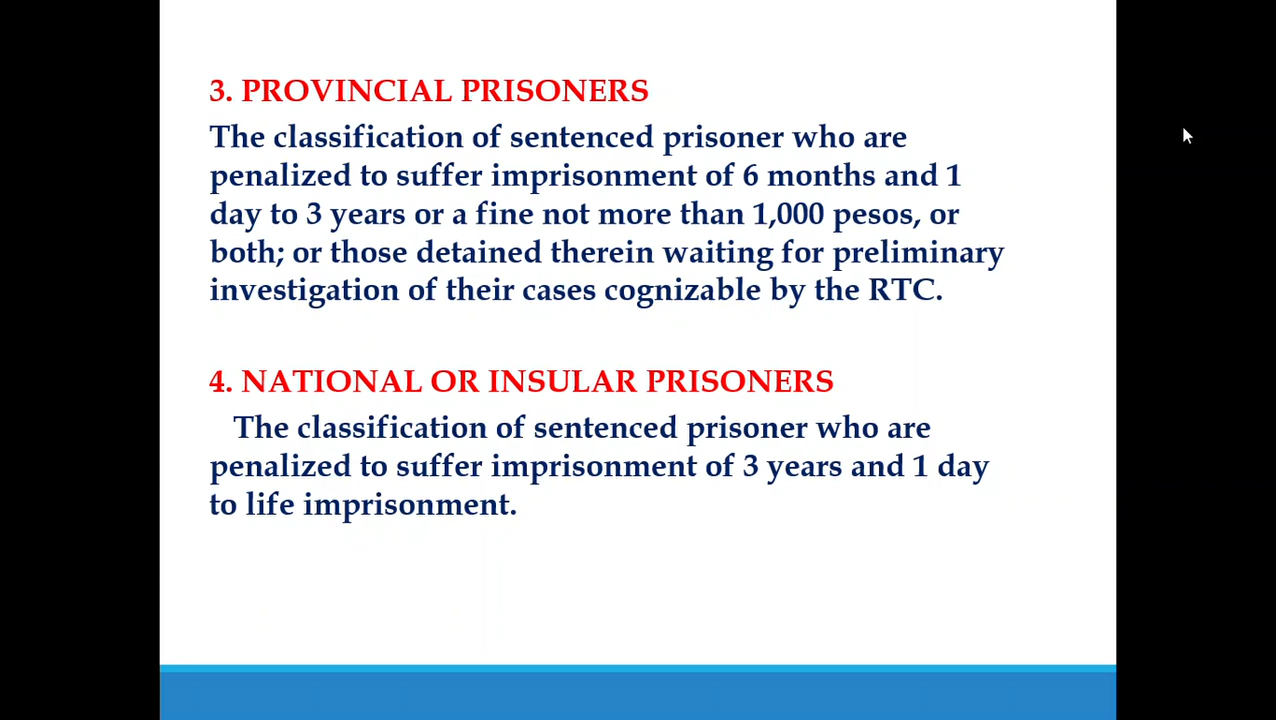 3. PROVINCIAL PRISONERS
The classification of sentenced prisoner who are
penalized to suffer imprisonment of 6 months and 1
day to 3 years or a fine not more than 1,000 pesos, or
both; or those detained therein waiting for preliminary
investigation of their cases cognizable by the RTC.
4. NATIONAL OR INSULAR PRISONERS
The classification of sentenced prisoner who are
penalized to suffer imprisonment of 3 years and 1 day
to life imprisonment.